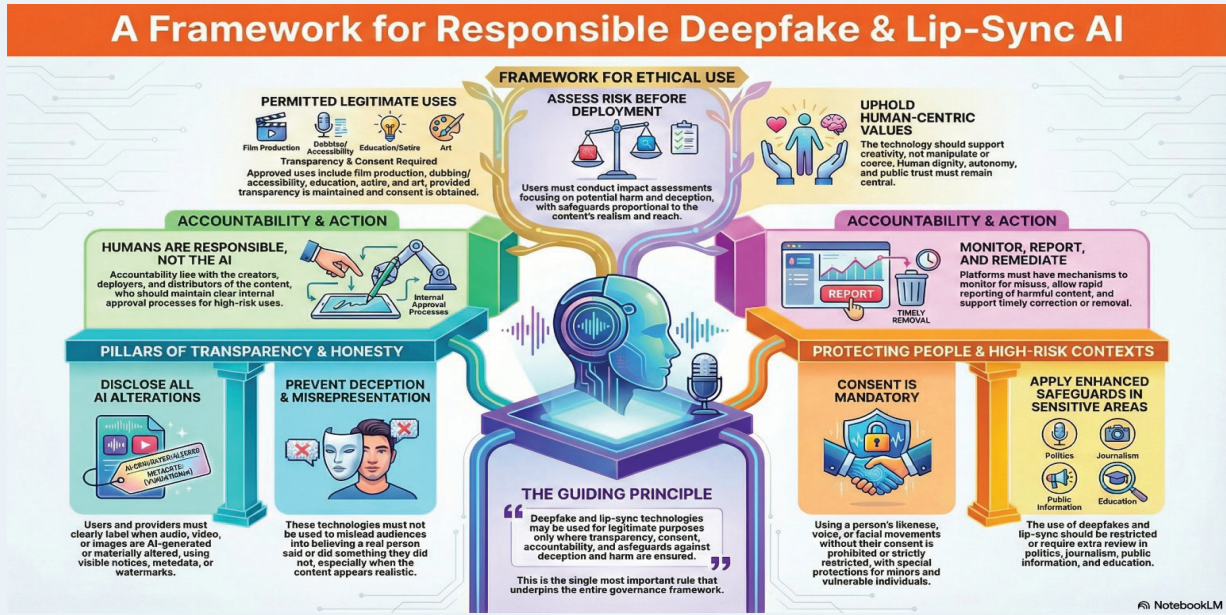 A Framework for Responsible Deepfake & Lip-Sync AI
FRAMEWORK FOR ETHICAL USE
PERMITTED LEGITIMATE USES
Film Production
Debbtso/
Accessibility
Education/Setire
Art
Transparency & Consent Required
Approved uses include film production, dubbing/
accessibility, education, actire, and art, provided
transparency is maintained and consent is obtained.
ASSESS RISK BEFORE
DEPLOYMENT
Users must conduct impact assessments
focusing on potential harm and deception,
with safeguards proportional to the
content's realism and reach.
UPHOLD
HUMAN-CENTRIC
VALUES
The technology should support
creativity, not manipulate or
coerce. Human dignity, autonomy,
and public trust must remain
central.
ACCOUNTABILITY & ACTION
HUMANS ARE RESPONSIBLE,
NOT THE AI
Accountability lie with the creators,
deployers, and distributors of the content,
who should maintain clear internal
approval processes for high-risk uses.
Internal
Approval
Processes
ACCOUNTABILITY & ACTION
REPORT
TIMELY
REMOVAL
MONITOR, REPORT,
AND REMEDIATE
Platforms must have mechanisms to
monitor for misuss, allow rapid
reporting of harmful content, and
support timely correction or removal.
PILLARS OF TRANSPARENCY & HONESTY
DISCLOSE ALL
AI ALTERATIONS
Users and providers must
clearly label when audio, video,
or images are AI-generated
or materially altered, using
visible notices, metedata, or
watermarks.
PREVENT DECEPTION
& MISREPRESENTATION
These technologies must not
be used to mislead audiences
into believing a real person
said or did something they did
not, especially when the
content appears realistic.
THE GUIDING PRINCIPLE
"Deepfake and lip-sync technologies
may be used for legitimate purposes
only where transparency, consent,
accountability, and safeguards against
deception and harm are ensured."
This is the single most important rule that
underpins the entire governance framework.
PROTECTING PEOPLE & HIGH-RISK CONTEXTS
CONSENT IS
MANDATORY
Using a person's likenese,
voice, or facial movements
without their consent is
prohibited or strictly
restricted, with special
protections for minors and
vulnerable individuals.
APPLY ENHANCED
SAFEGUARDS IN
SENSITIVE AREAS
Politics
Journalism
Public
Information
Education
The use of deepfakes and
lip-sync should be restricted
or require extra review in
politics, journalism, public
information, and education.
NotebookLM